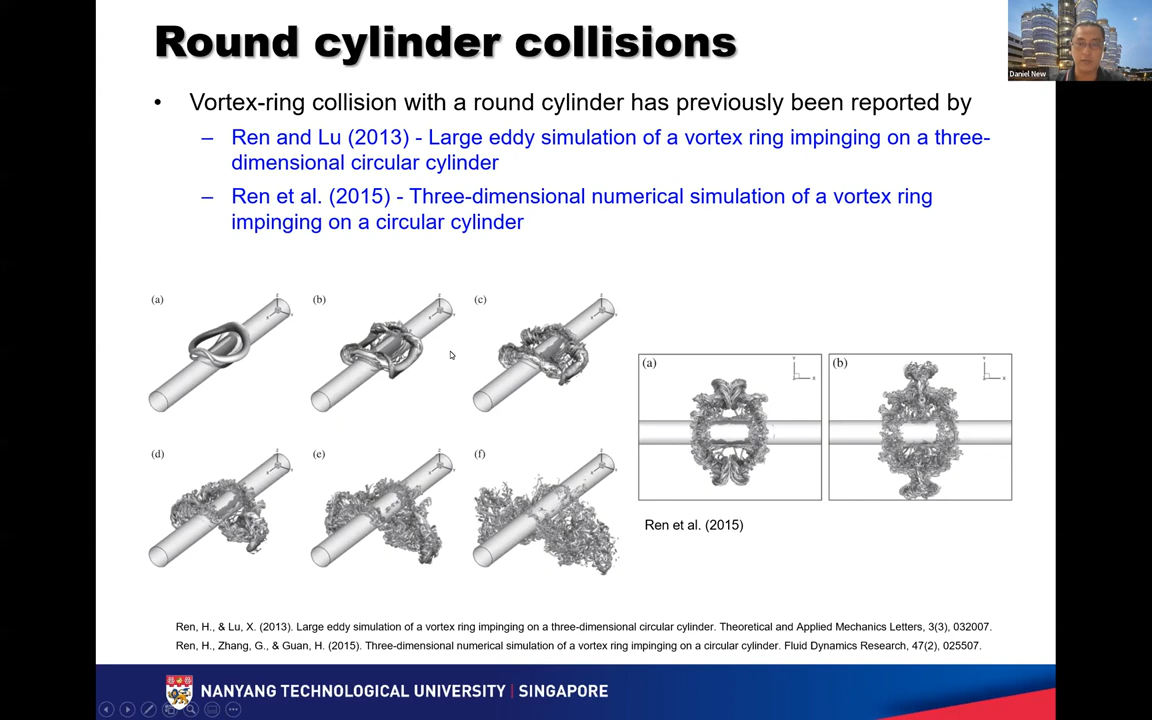 Round cylinder collisions
Daniel New
• Vortex-ring collision with a round cylinder has previously been reported by
– Ren and Lu (2013) - Large eddy simulation of a vortex ring impinging on a three-
dimensional circular cylinder
– Ren et al. (2015) - Three-dimensional numerical simulation of a vortex ring
impinging on a circular cylinder
(a) (b) (c)
(a) (b)
(d) (e) (f)
Ren et al. (2015)
Ren, H., & Lu, X. (2013). Large eddy simulation of a vortex ring impinging on a three-dimensional circular cylinder. Theoretical and Applied Mechanics Letters, 3(3), 032007.
Ren, H., Zhang, G., & Guan, H. (2015). Three-dimensional numerical simulation of a vortex ring impinging on a circular cylinder. Fluid Dynamics Research, 47(2), 025507.
NANYANG TECHNOLOGICAL UNIVERSITY | SINGAPORE